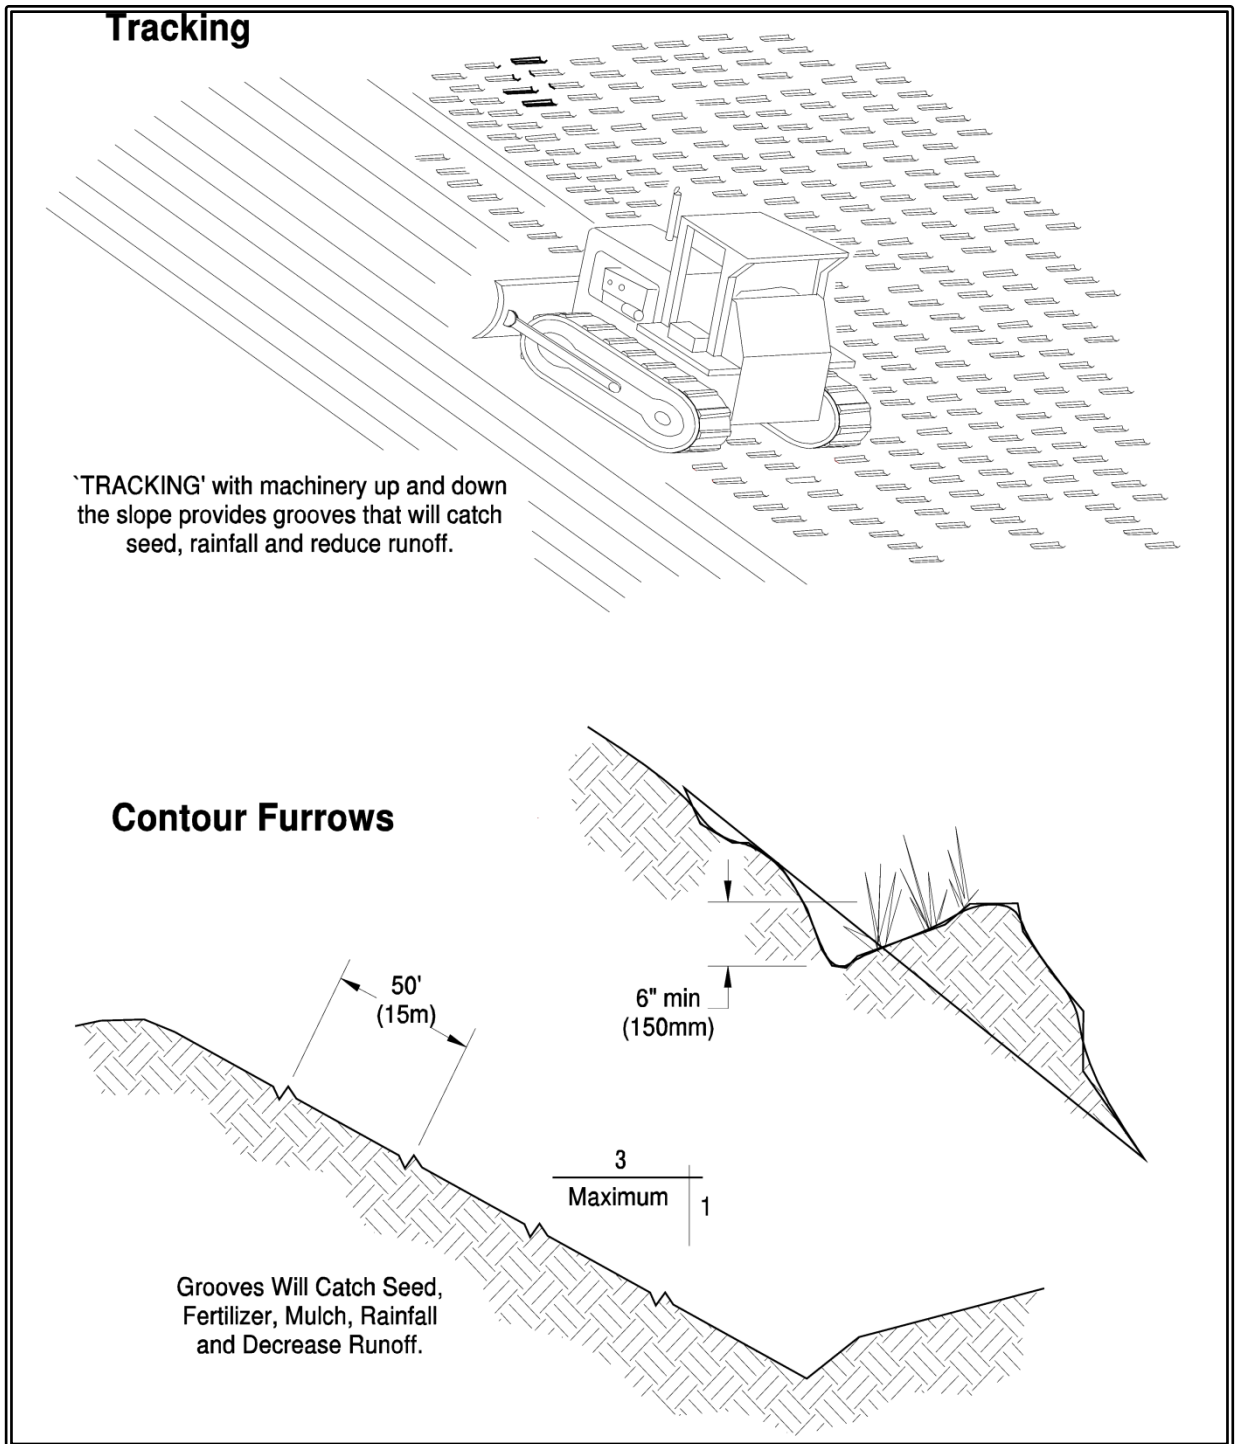 Tracking
`TRACKING' with machinery up and down
the slope provides grooves that will catch
seed, rainfall and reduce runoff.
Contour Furrows
50'
(15m)
6" min
(150mm)
3
Maximum
1
Grooves Will Catch Seed,
Fertilizer, Mulch, Rainfall
and Decrease Runoff.